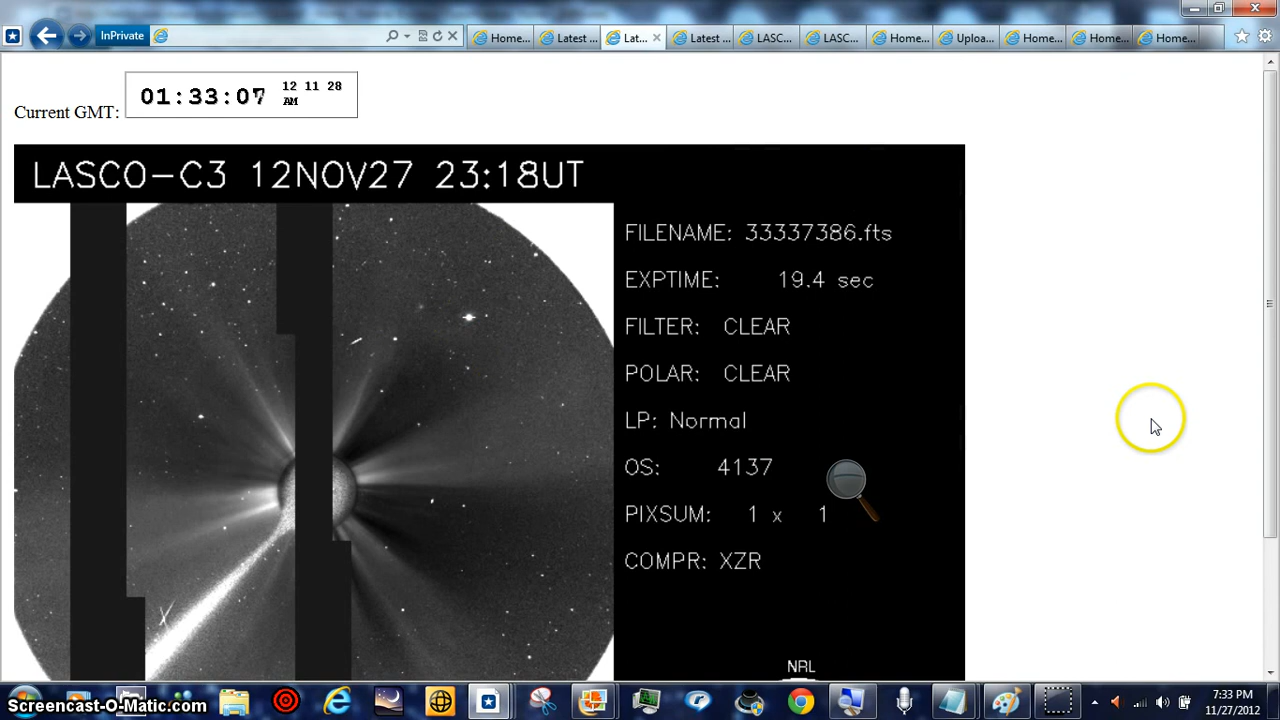 InPrivate
Home...
Latest ...
Lat...
Latest ...
LASC...
LASC...
Home...
Uploa...
Home...
Home...
Home...
Current GMT:
01:33:07
12 11 28
AM
LASCO-C3 12NOV27 23:18UT
FILENAME: 33337386.fts
EXPTIME: 19.4 sec
FILTER: CLEAR
POLAR: CLEAR
LP: Normal
OS: 4137
PIXSUM: 1 x 1
COMPR: XZR
NRL
Screencast-O-Matic.com
7:33 PM
11/27/2012